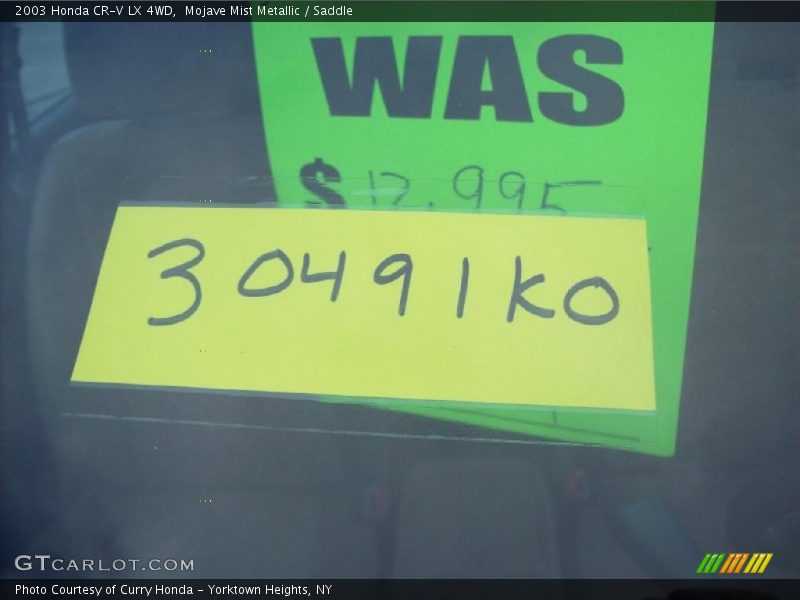 2003 Honda CR-V LX 4WD, Mojave Mist Metallic / Saddle
WAS
$12,995
30491KO
GTCARLOT.COM
Photo Courtesy of Curry Honda - Yorktown Heights, NY